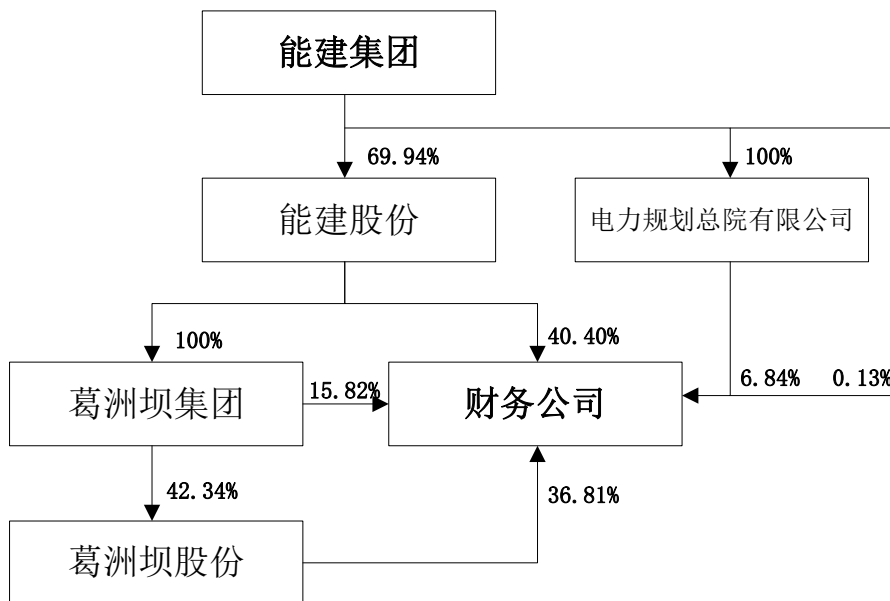 能建集团
69.94%
100%
能建股份
电力规划总院有限公司
100%
40.40%
葛洲坝集团
15.82%
财务公司
6.84%
0.13%
42.34%
36.81%
葛洲坝股份